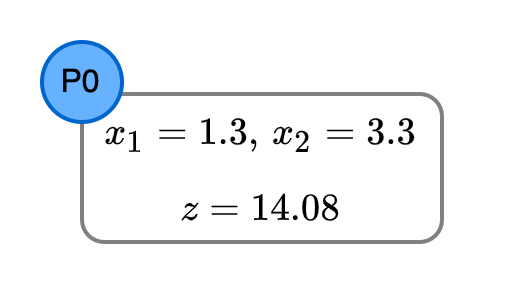 P0
x₁ = 1.3, x₂ = 3.3
z = 14.08